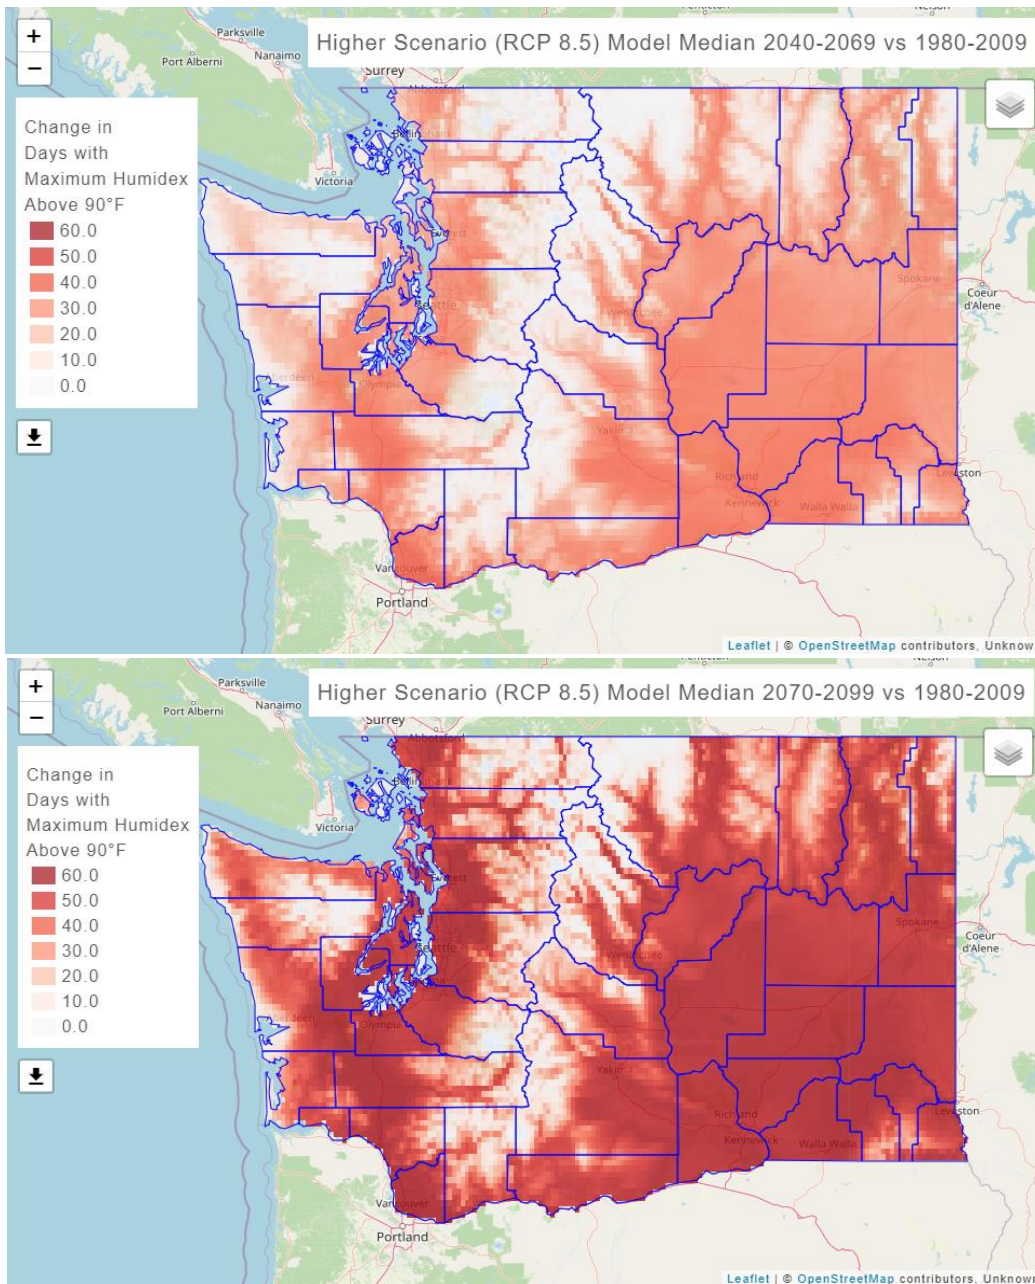 Parksville
Port Alberni
Nanaimo
Higher Scenario (RCP 8.5) Model Median 2040-2069 vs 1980-2009
+
−
Surrey
Abbotsford
Change in
Days with
Maximum Humidex
Above 90°F
60.0
50.0
40.0
30.0
20.0
10.0
0.0
Bellingham
Victoria
Everett
Seattle
Spokane
Coeur
d'Alene
Wenatchee
Aberdeen
Olympia
Yakima
Richland
Kennewick
Walla Walla
Lewiston
Vancouver
Portland
Leaflet | © OpenStreetMap contributors, Unknow
Parksville
Port Alberni
Nanaimo
Higher Scenario (RCP 8.5) Model Median 2070-2099 vs 1980-2009
+
−
Surrey
Abbotsford
Change in
Days with
Maximum Humidex
Above 90°F
60.0
50.0
40.0
30.0
20.0
10.0
0.0
Bellingham
Victoria
Everett
Seattle
Spokane
Coeur
d'Alene
Wenatchee
Aberdeen
Olympia
Yakima
Richland
Kennewick
Walla Walla
Lewiston
Vancouver
Portland
Leaflet | © OpenStreetMap contributors, Unknow